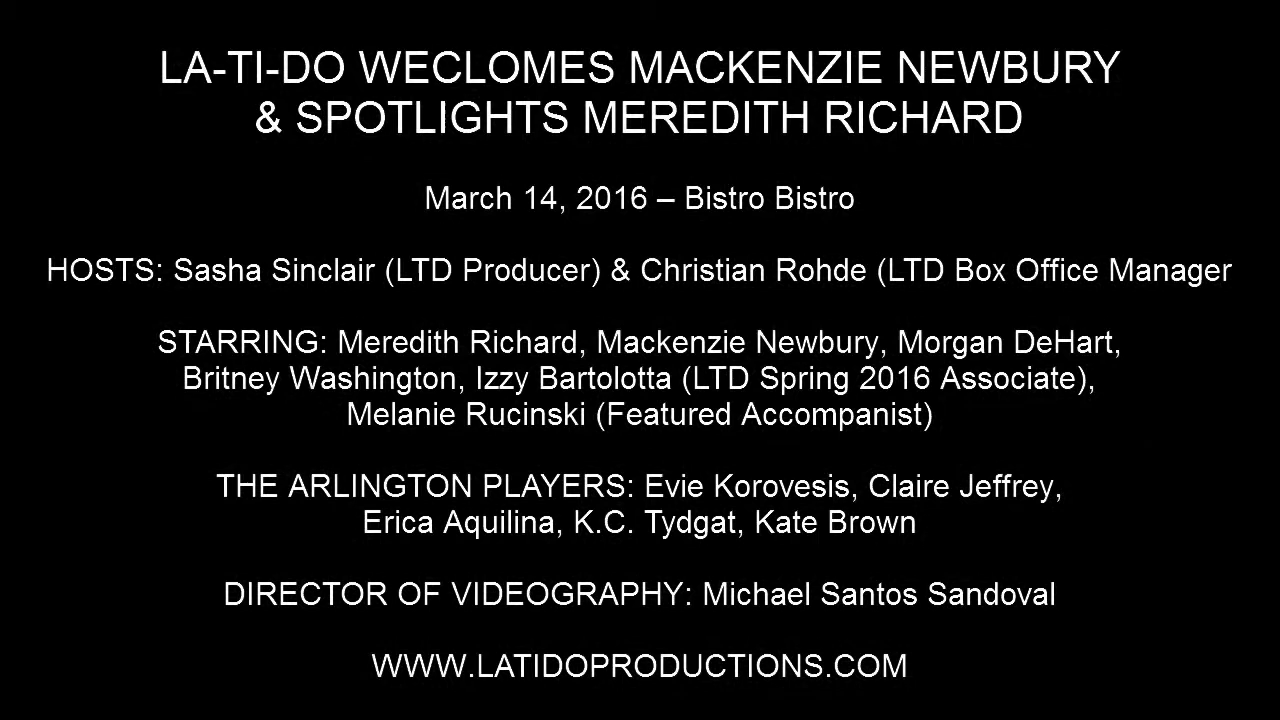 LA-TI-DO WECLOMES MACKENZIE NEWBURY
& SPOTLIGHTS MEREDITH RICHARD
March 14, 2016 – Bistro Bistro
HOSTS: Sasha Sinclair (LTD Producer) & Christian Rohde (LTD Box Office Manager
STARRING: Meredith Richard, Mackenzie Newbury, Morgan DeHart,
Britney Washington, Izzy Bartolotta (LTD Spring 2016 Associate),
Melanie Rucinski (Featured Accompanist)
THE ARLINGTON PLAYERS: Evie Korovesis, Claire Jeffrey,
Erica Aquilina, K.C. Tydgat, Kate Brown
DIRECTOR OF VIDEOGRAPHY: Michael Santos Sandoval
WWW.LATIDOPRODUCTIONS.COM